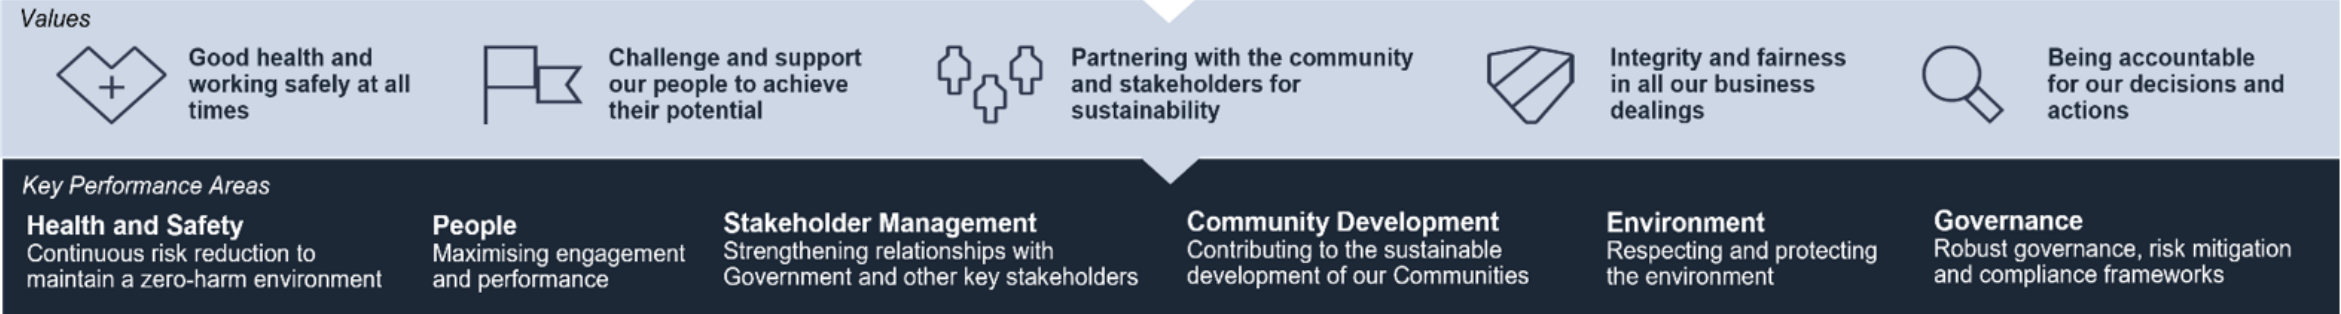 Values
Good health and
working safely at all
times
Challenge and support
our people to achieve
their potential
Partnering with the community
and stakeholders for
sustainability
Integrity and fairness
in all our business
dealings
Being accountable
for our decisions and
actions
Key Performance Areas
Health and Safety
Continuous risk reduction to
maintain a zero-harm environment
People
Maximising engagement
and performance
Stakeholder Management
Strengthening relationships with
Government and other key stakeholders
Community Development
Contributing to the sustainable
development of our Communities
Environment
Respecting and protecting
the environment
Governance
Robust governance, risk mitigation
and compliance frameworks